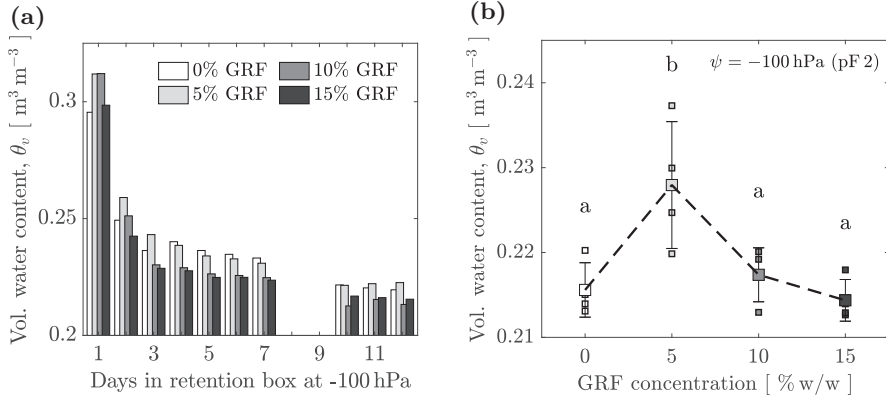 (a)
Vol. water content, θv [ m³ m⁻³ ]
0.3
0.25
0.2
0% GRF
10% GRF
5% GRF
15% GRF
1 3 5 7 9 11
Days in retention box at -100 hPa
(b)
Vol. water content, θv [ m³ m⁻³ ]
0.24
0.23
0.22
0.21
ψ = −100 hPa (pF 2)
a
b
a
a
0 5 10 15
GRF concentration [ % w/w ]